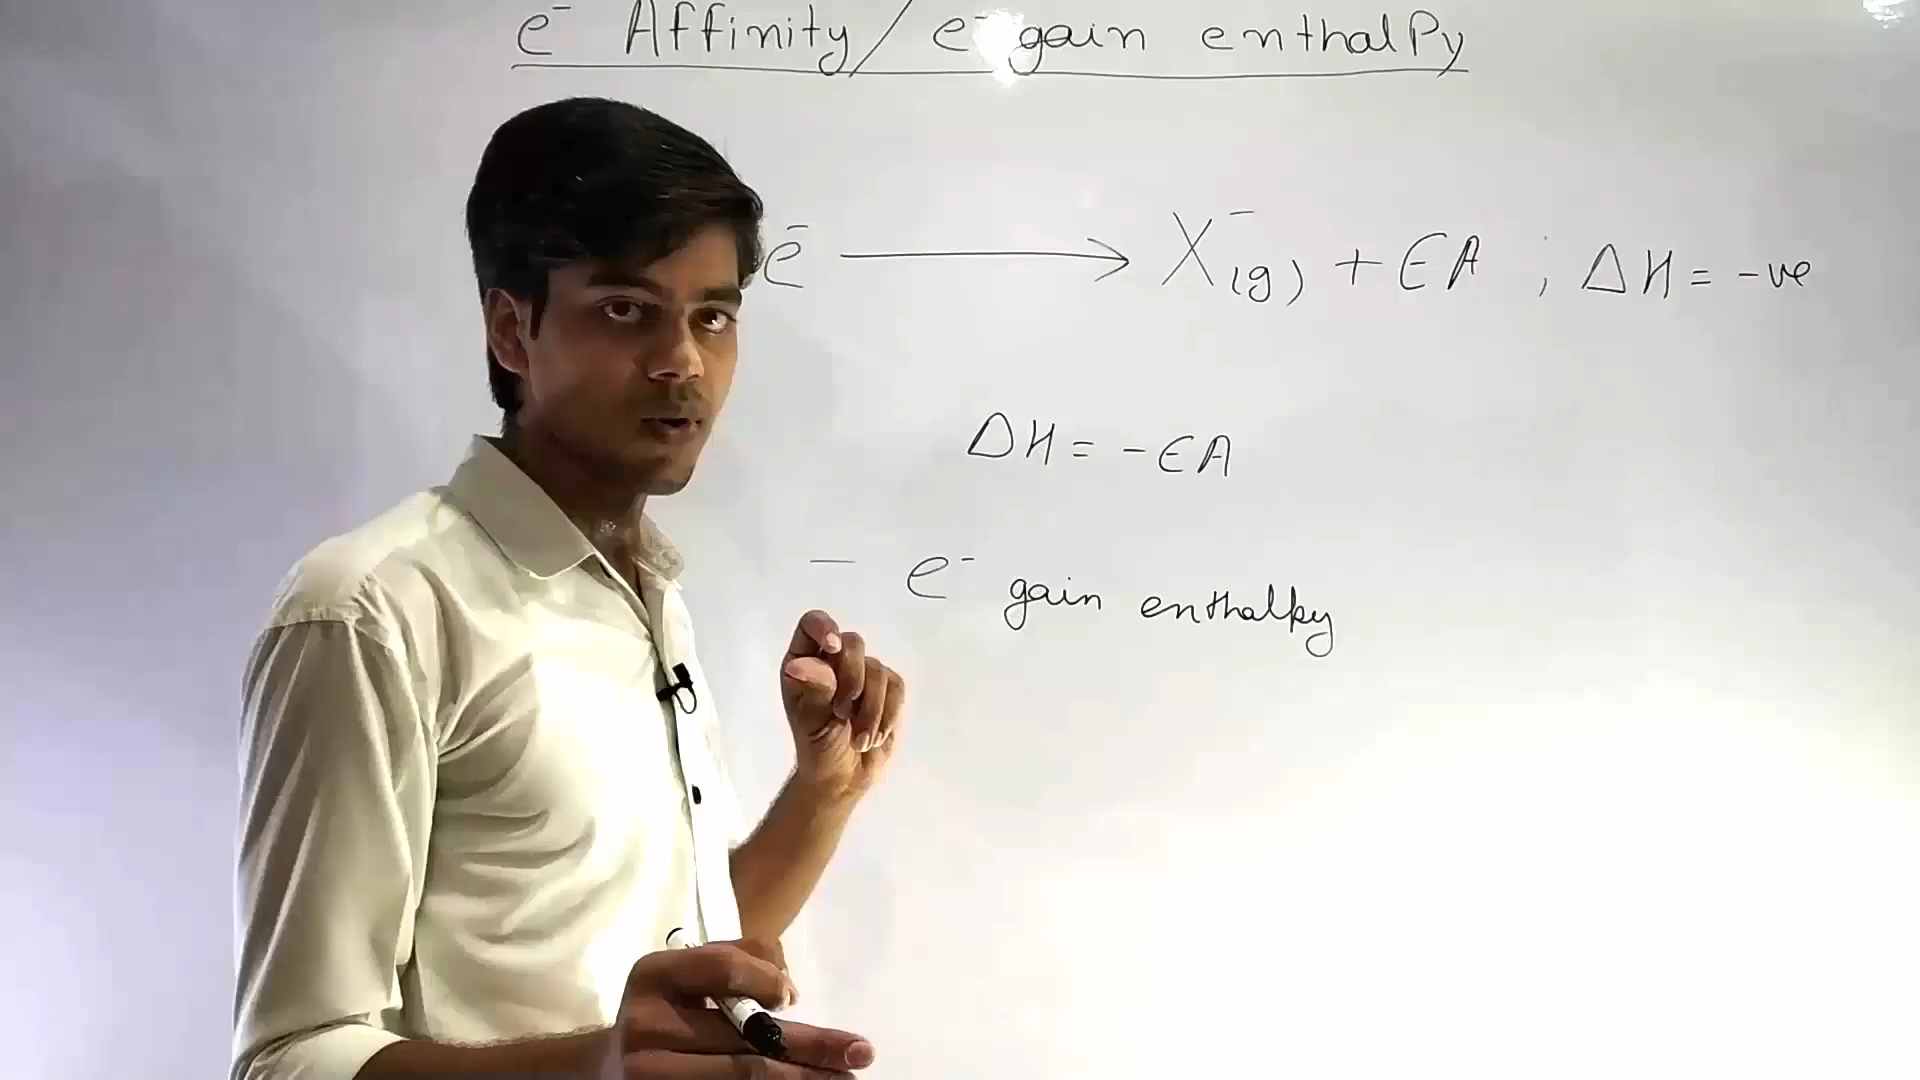 e⁻ Affinity / e⁻ gain enthalpy
e⁻ ⟶ X⁻(g) + EA ; ΔH = -ve
ΔH = -EA
— e⁻ gain enthalpy